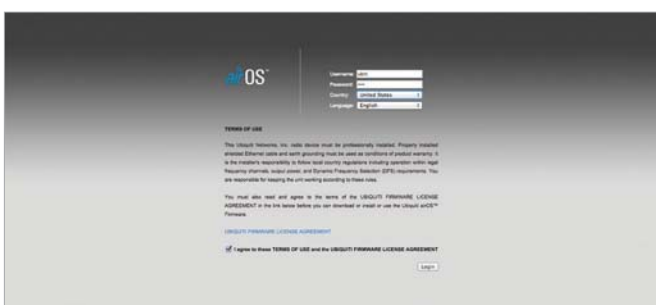 airOS™
Username: ubnt
Password:
Country: United States
Language: English
TERMS OF USE
This Ubiquiti Networks, Inc. radio device must be professionally installed. Properly installed
shielded Ethernet cable and earth grounding must be used as conditions of product warranty. It
is the installer's responsibility to follow local country regulations including operation within legal
frequency channels, output power, and Dynamic Frequency Selection (DFS) requirements. You
are responsible for keeping the unit working according to these rules.
You must also read and agree to the terms of the UBIQUITI FIRMWARE LICENSE
AGREEMENT in the link below before you can download or install or use the Ubiquiti airOS™
Firmware.
UBIQUITI FIRMWARE LICENSE AGREEMENT
I agree to these TERMS OF USE and the UBIQUITI FIRMWARE LICENSE AGREEMENT
Login